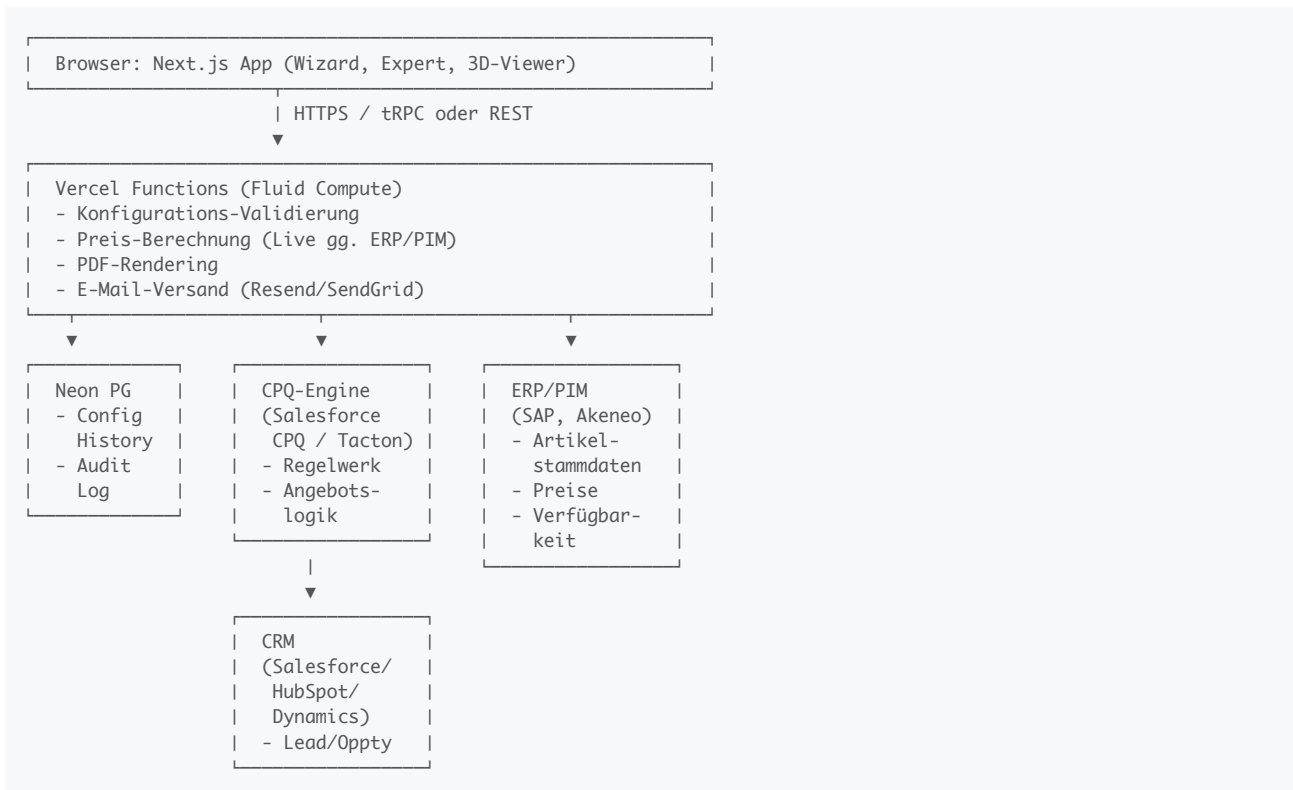 Browser: Next.js App (Wizard, Expert, 3D-Viewer)
HTTPS / tRPC oder REST
Vercel Functions (Fluid Compute)
- Konfigurations-Validierung
- Preis-Berechnung (Live gg. ERP/PIM)
- PDF-Rendering
- E-Mail-Versand (Resend/SendGrid)
Neon PG
- Config
History
- Audit
Log
CPQ-Engine
(Salesforce
CPQ / Tacton)
- Regelwerk
- Angebots-
logik
ERP/PIM
(SAP, Akeneo)
- Artikel-
stammdaten
- Preise
- Verfügbar-
keit
CRM
(Salesforce/
HubSpot/
Dynamics)
- Lead/Oppty